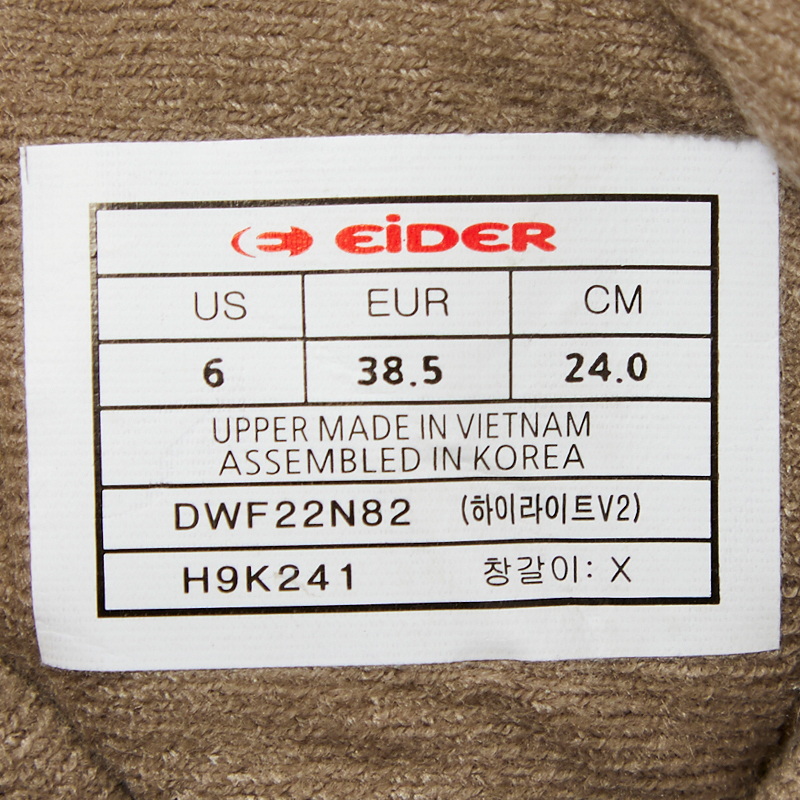 EiDER
US EUR CM
6 38.5 24.0
UPPER MADE IN VIETNAM
ASSEMBLED IN KOREA
DWF22N82 (하이라이트V2)
H9K241 창갈이: X